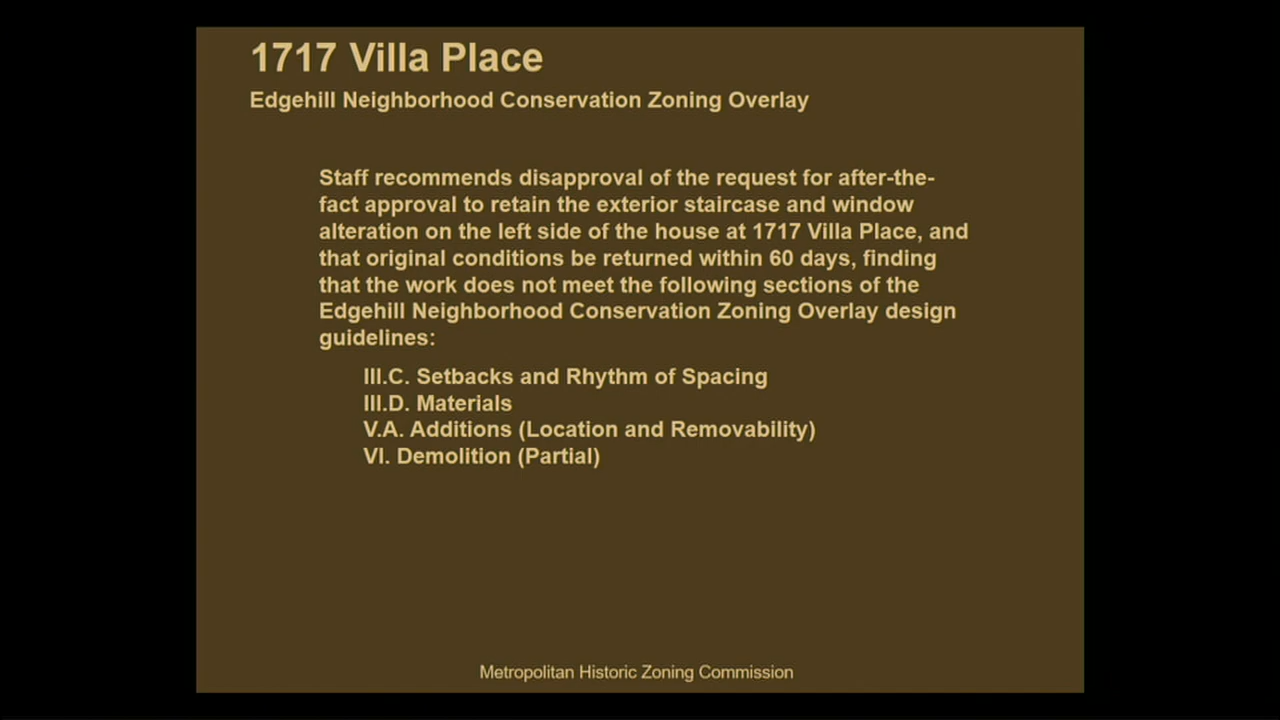 1717 Villa Place
Edgehill Neighborhood Conservation Zoning Overlay
Staff recommends disapproval of the request for after-the-
fact approval to retain the exterior staircase and window
alteration on the left side of the house at 1717 Villa Place, and
that original conditions be returned within 60 days, finding
that the work does not meet the following sections of the
Edgehill Neighborhood Conservation Zoning Overlay design
guidelines:
III.C. Setbacks and Rhythm of Spacing
III.D. Materials
V.A. Additions (Location and Removability)
VI. Demolition (Partial)
Metropolitan Historic Zoning Commission